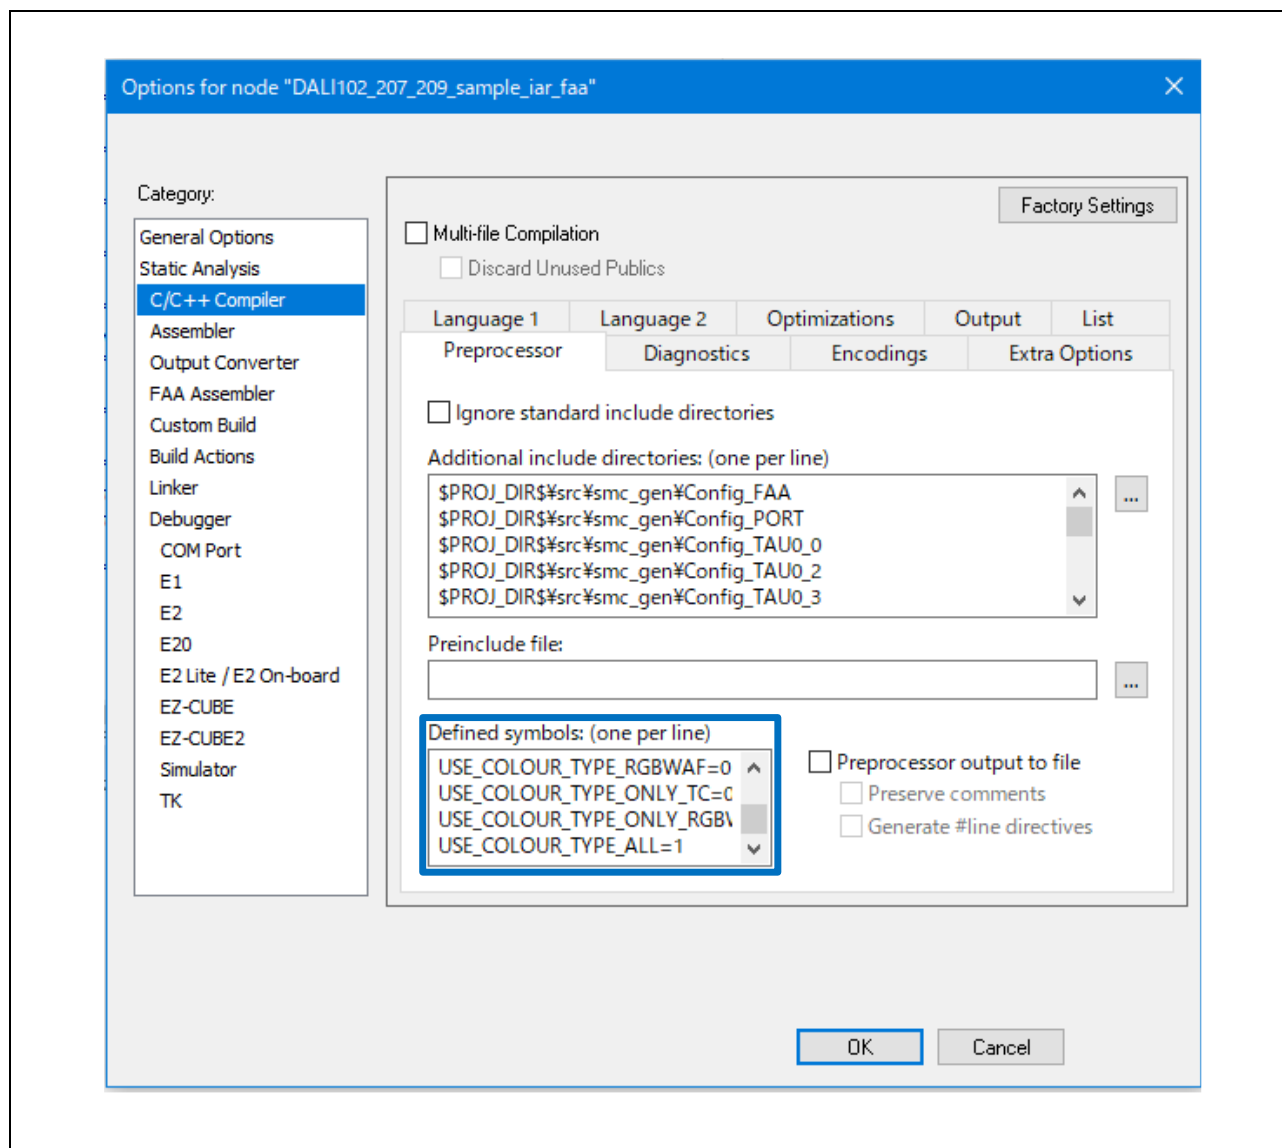 Options for node "DALI102_207_209_sample_iar_faa"
Category:
General Options
Static Analysis
C/C++ Compiler
Assembler
Output Converter
FAA Assembler
Custom Build
Build Actions
Linker
Debugger
COM Port
E1
E2
E20
E2 Lite / E2 On-board
EZ-CUBE
EZ-CUBE2
Simulator
TK
Factory Settings
Multi-file Compilation
Discard Unused Publics
Language 1 Language 2 Optimizations Output List
Preprocessor Diagnostics Encodings Extra Options
Ignore standard include directories
Additional include directories: (one per line)
$PROJ_DIR$¥src¥smc_gen¥Config_FAA
$PROJ_DIR$¥src¥smc_gen¥Config_PORT
$PROJ_DIR$¥src¥smc_gen¥Config_TAU0_0
$PROJ_DIR$¥src¥smc_gen¥Config_TAU0_2
$PROJ_DIR$¥src¥smc_gen¥Config_TAU0_3
...
Preinclude file:
...
Defined symbols: (one per line)
USE_COLOUR_TYPE_RGBWAF=0
USE_COLOUR_TYPE_ONLY_TC=0
USE_COLOUR_TYPE_ONLY_RGB
USE_COLOUR_TYPE_ALL=1
Preprocessor output to file
Preserve comments
Generate #line directives
OK Cancel